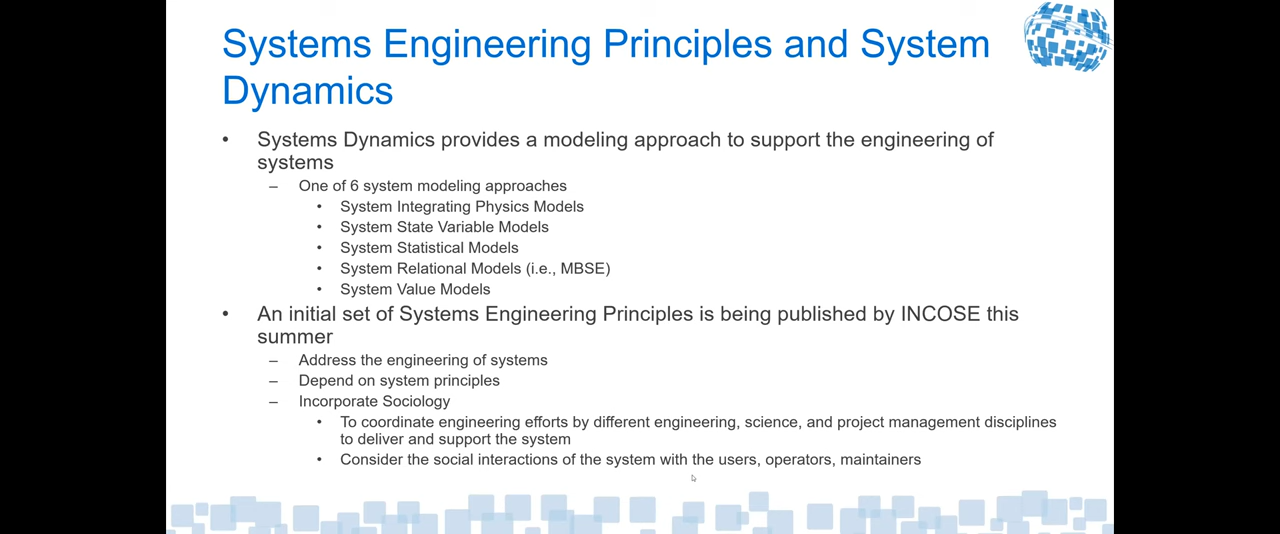 Systems Engineering Principles and System
Dynamics
• Systems Dynamics provides a modeling approach to support the engineering of
systems
– One of 6 system modeling approaches
• System Integrating Physics Models
• System State Variable Models
• System Statistical Models
• System Relational Models (i.e., MBSE)
• System Value Models
• An initial set of Systems Engineering Principles is being published by INCOSE this
summer
– Address the engineering of systems
– Depend on system principles
– Incorporate Sociology
• To coordinate engineering efforts by different engineering, science, and project management disciplines
to deliver and support the system
• Consider the social interactions of the system with the users, operators, maintainers